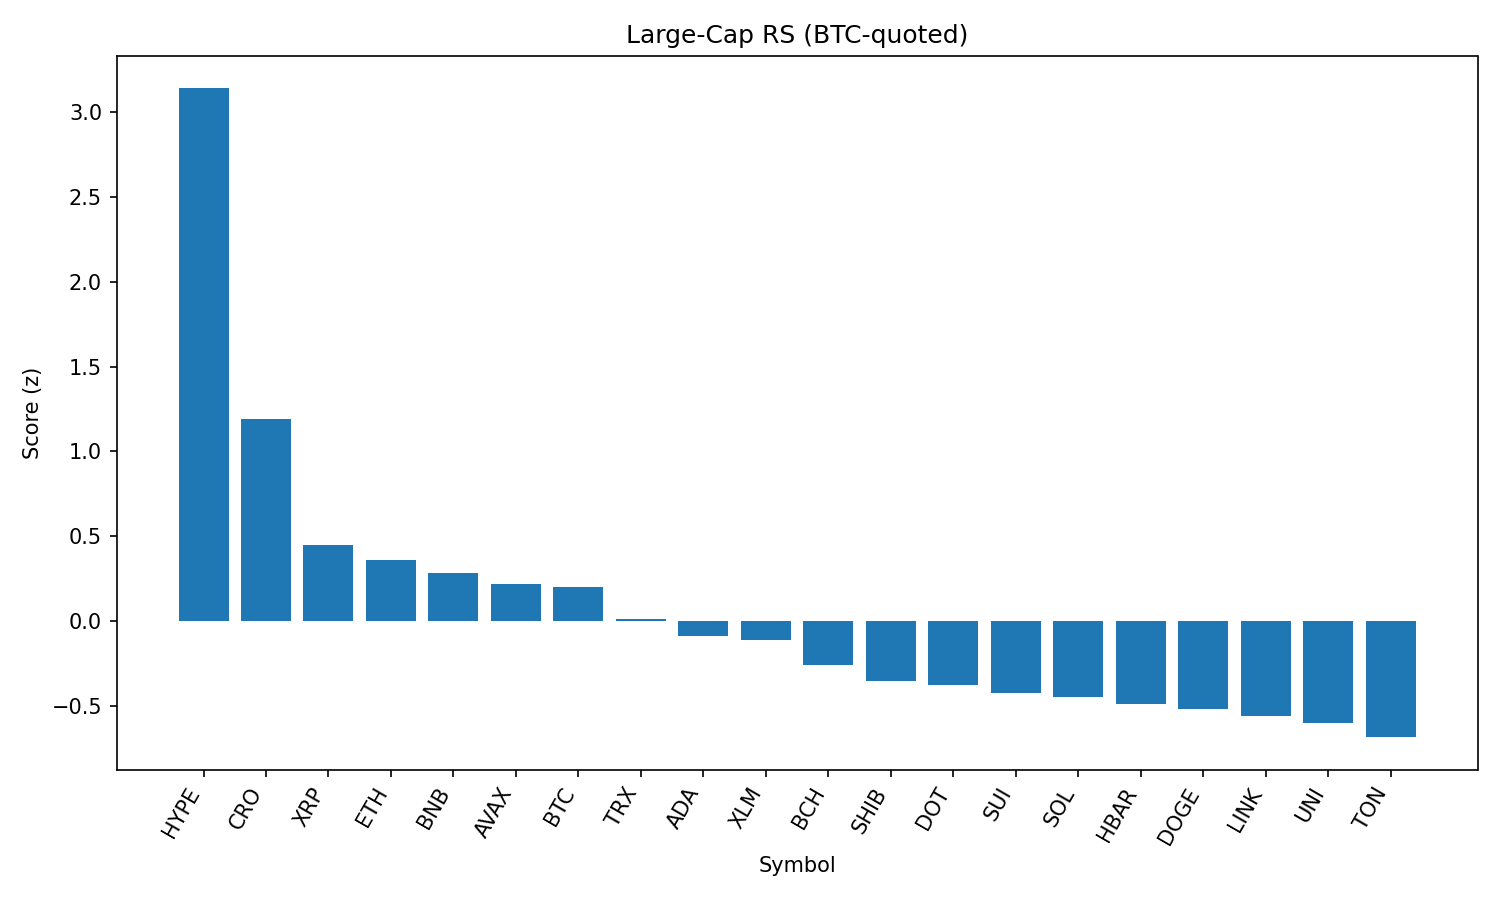 Large-Cap RS (BTC-quoted)
Score (z)
3.0
2.5
2.0
1.5
1.0
0.5
0.0
−0.5
HYPE
CRO
XRP
ETH
BNB
AVAX
BTC
TRX
ADA
XLM
BCH
SHIB
DOT
SUI
SOL
HBAR
DOGE
LINK
UNI
TON
Symbol